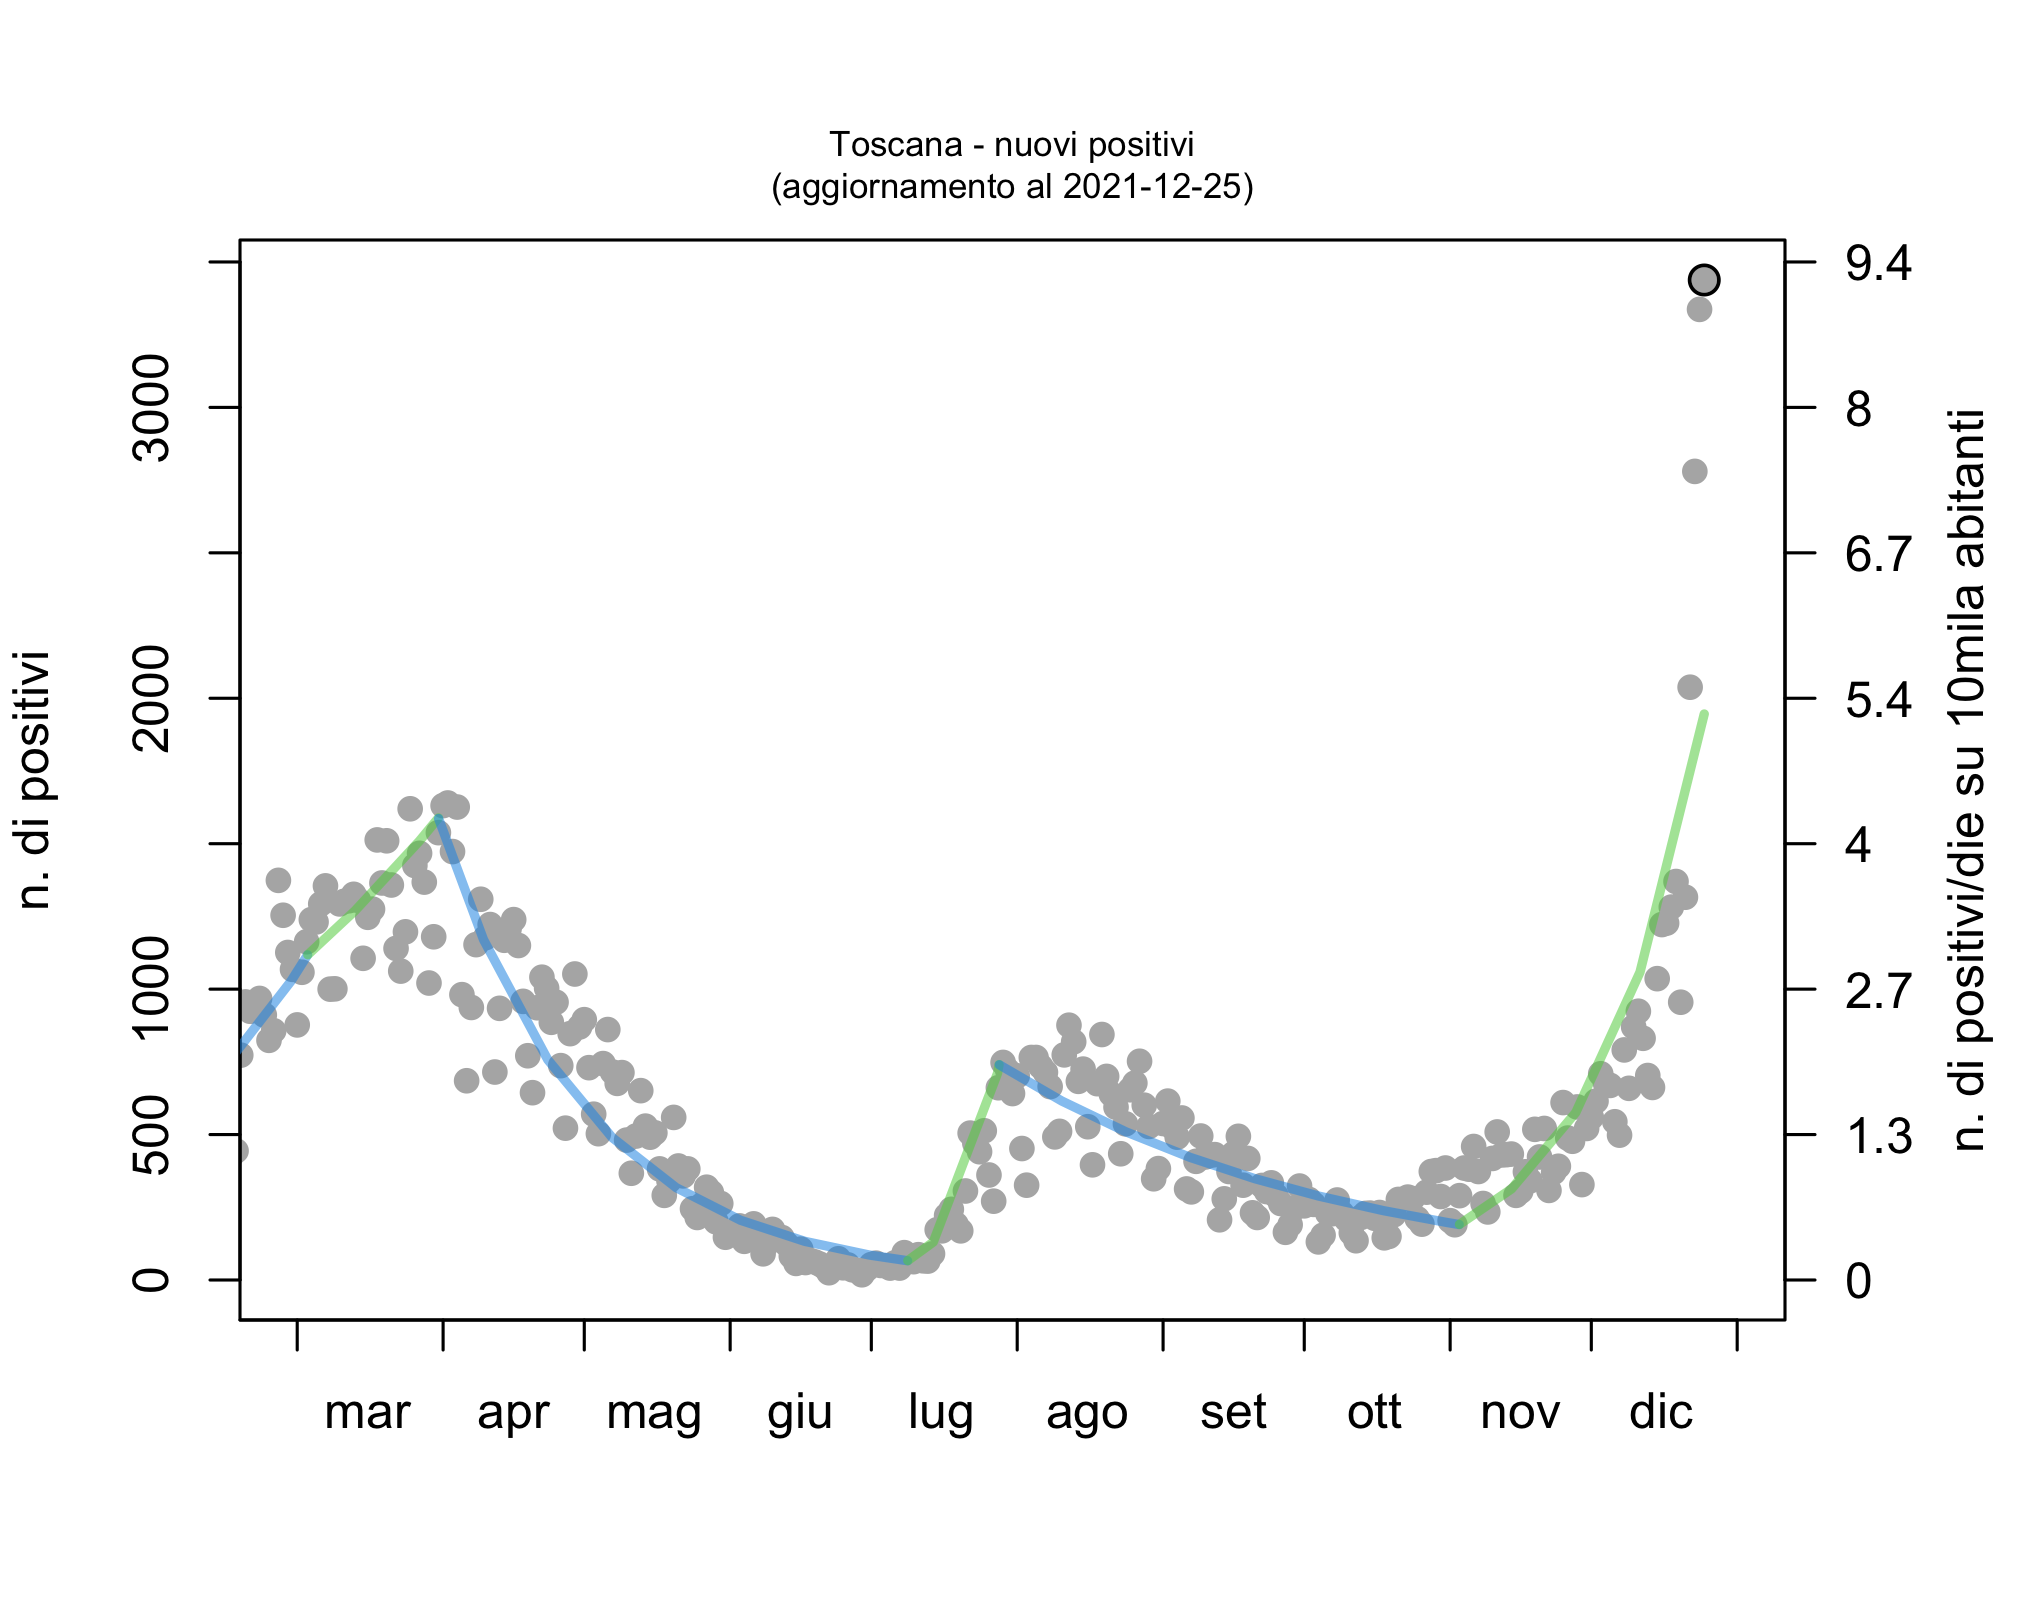 Toscana - nuovi positivi
(aggiornamento al 2021-12-25)
n. di positivi
3000
2000
1000
500
0
9.4
8
6.7
5.4
4
2.7
1.3
0
n. di positivi/die su 10mila abitanti
mar apr mag giu lug ago set ott nov dic